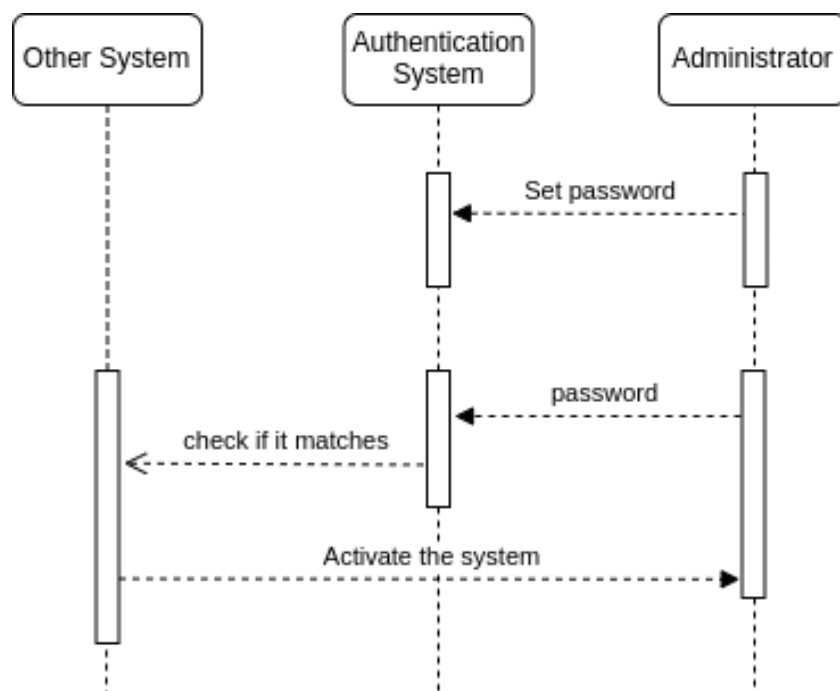 Other System
Authentication
System
Administrator
Set password
password
check if it matches
Activate the system